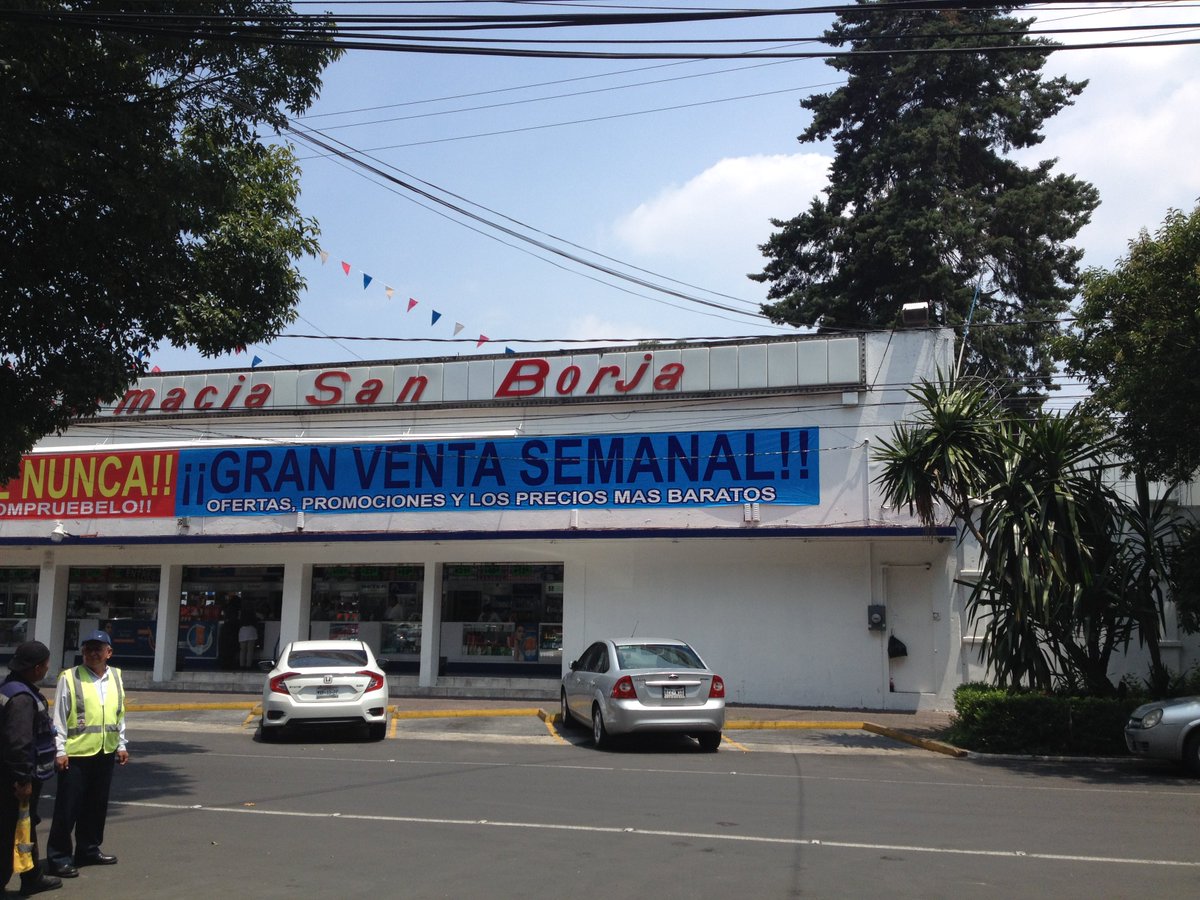 macia San Borja
NUNCA!!
OMPRUEBELO!!
¡¡GRAN VENTA SEMANAL!!
OFERTAS, PROMOCIONES Y LOS PRECIOS MAS BARATOS